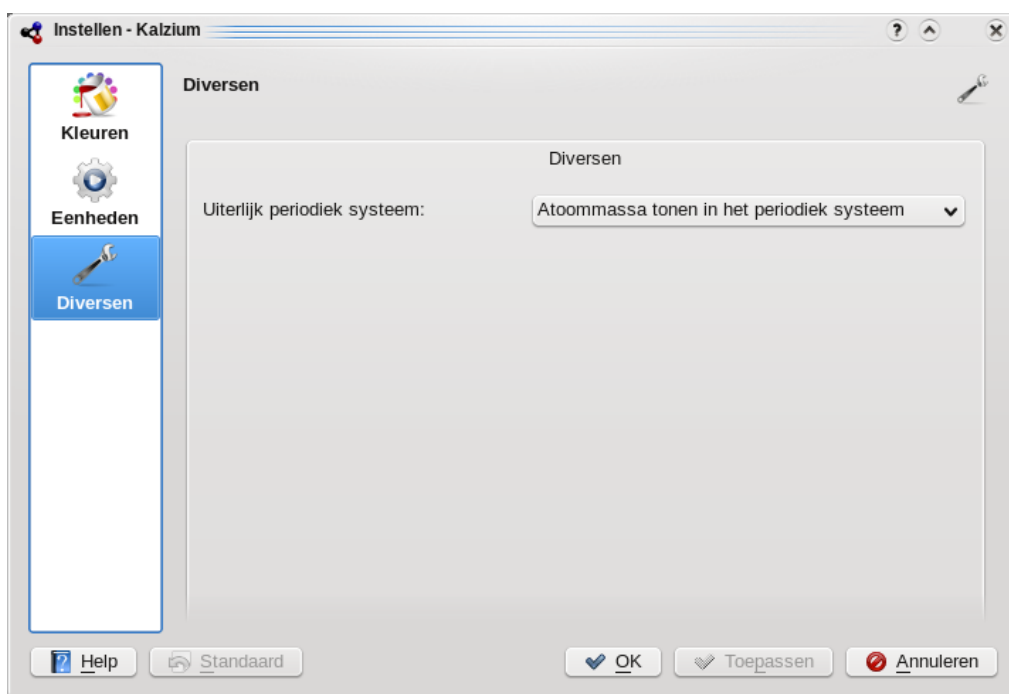 Instellen - Kalzium
Kleuren
Eenheden
Diversen
Diversen
Diversen
Uiterlijk periodiek systeem: Atoommassa tonen in het periodiek systeem
Help Standaard OK Toepassen Annuleren